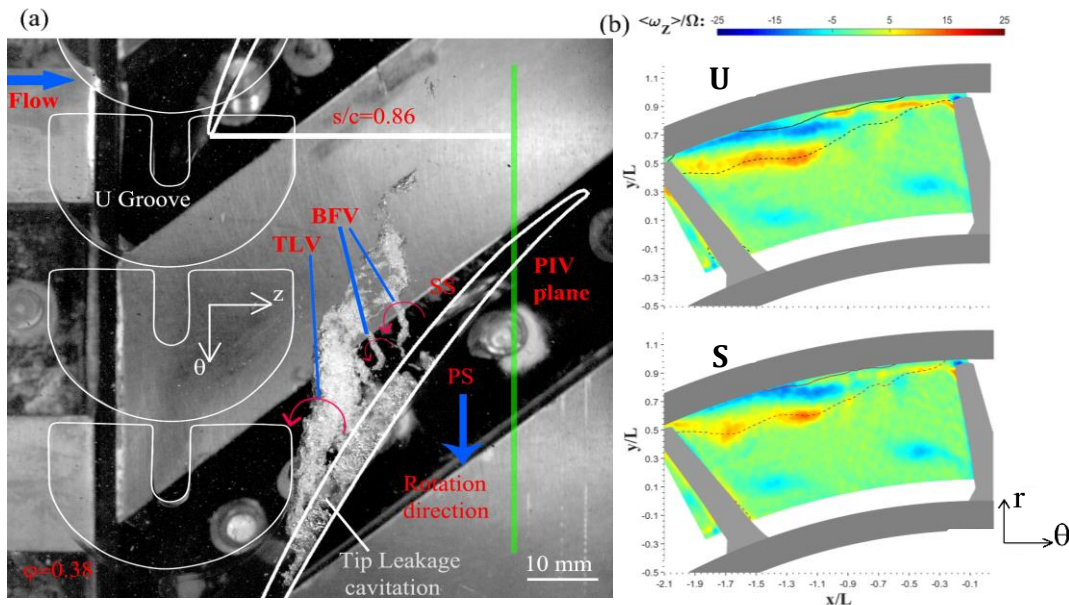 (a)
Flow
s/c=0.86
U Groove
BFV
TLV
SS
PIV
plane
z
θ
PS
Rotation
direction
Tip Leakage
cavitation
10 mm
φ=0.38
(b)
<ω_z>/Ω: -25 -15 -5 5 15 25
U
y/L
1.1
0.9
0.7
0.5
0.3
0.1
-0.1
-0.3
-0.5
S
y/L
1.1
0.9
0.7
0.5
0.3
0.1
-0.1
-0.3
-0.5
-2.1 -1.9 -1.7 -1.5 -1.3 -1.1 -0.9 -0.7 -0.5 -0.3 -0.1
x/L
r
θ